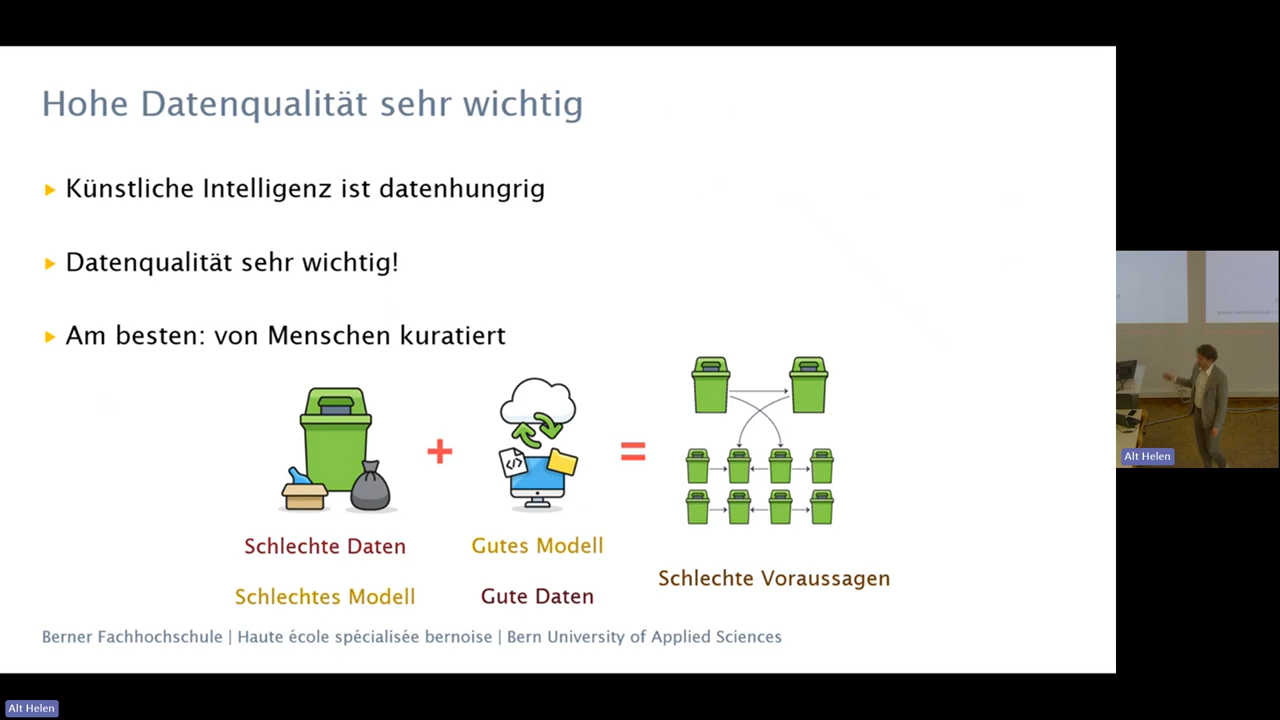 Hohe Datenqualität sehr wichtig
Künstliche Intelligenz ist datenhungrig
Datenqualität sehr wichtig!
Am besten: von Menschen kuratiert
Schlechte Daten
Gutes Modell
Schlechtes Modell
Gute Daten
Schlechte Voraussagen
Berner Fachhochschule | Haute école spécialisée bernoise | Bern University of Applied Sciences
Alt Helen
Alt Helen